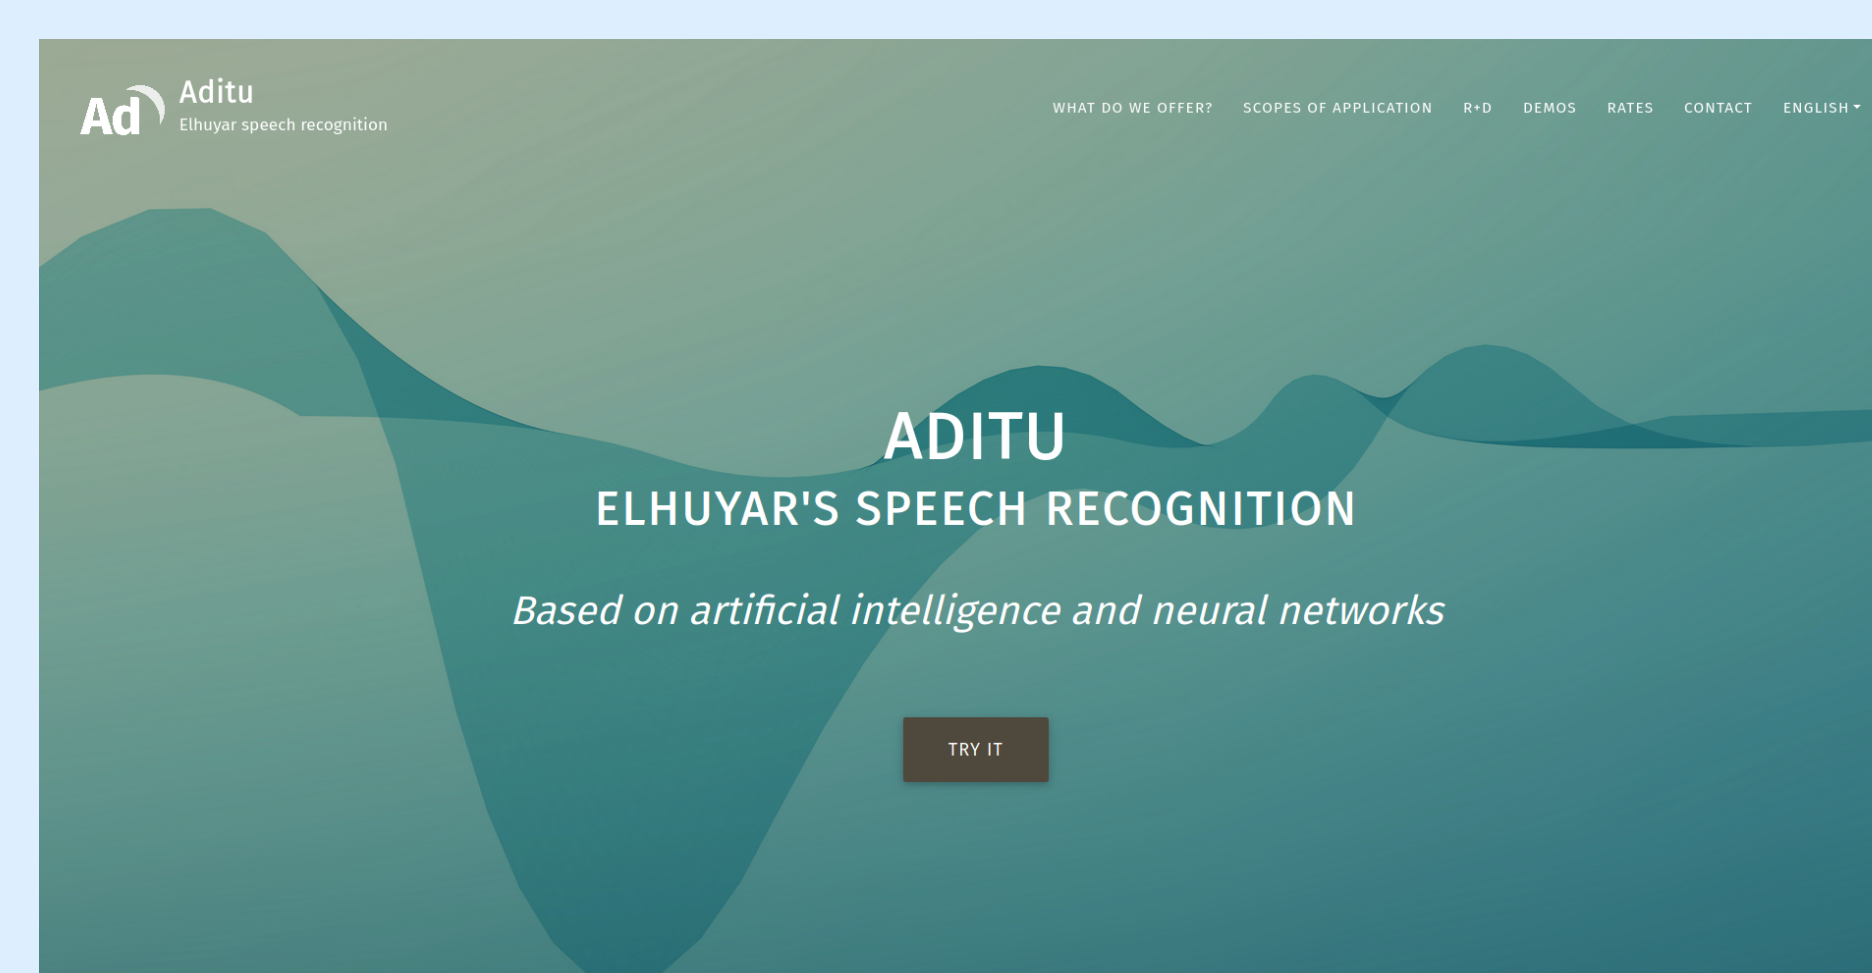 Ad
Aditu
Elhuyar speech recognition
WHAT DO WE OFFER? SCOPES OF APPLICATION R+D DEMOS RATES CONTACT ENGLISH
ADITU
ELHUYAR'S SPEECH RECOGNITION
Based on artificial intelligence and neural networks
TRY IT